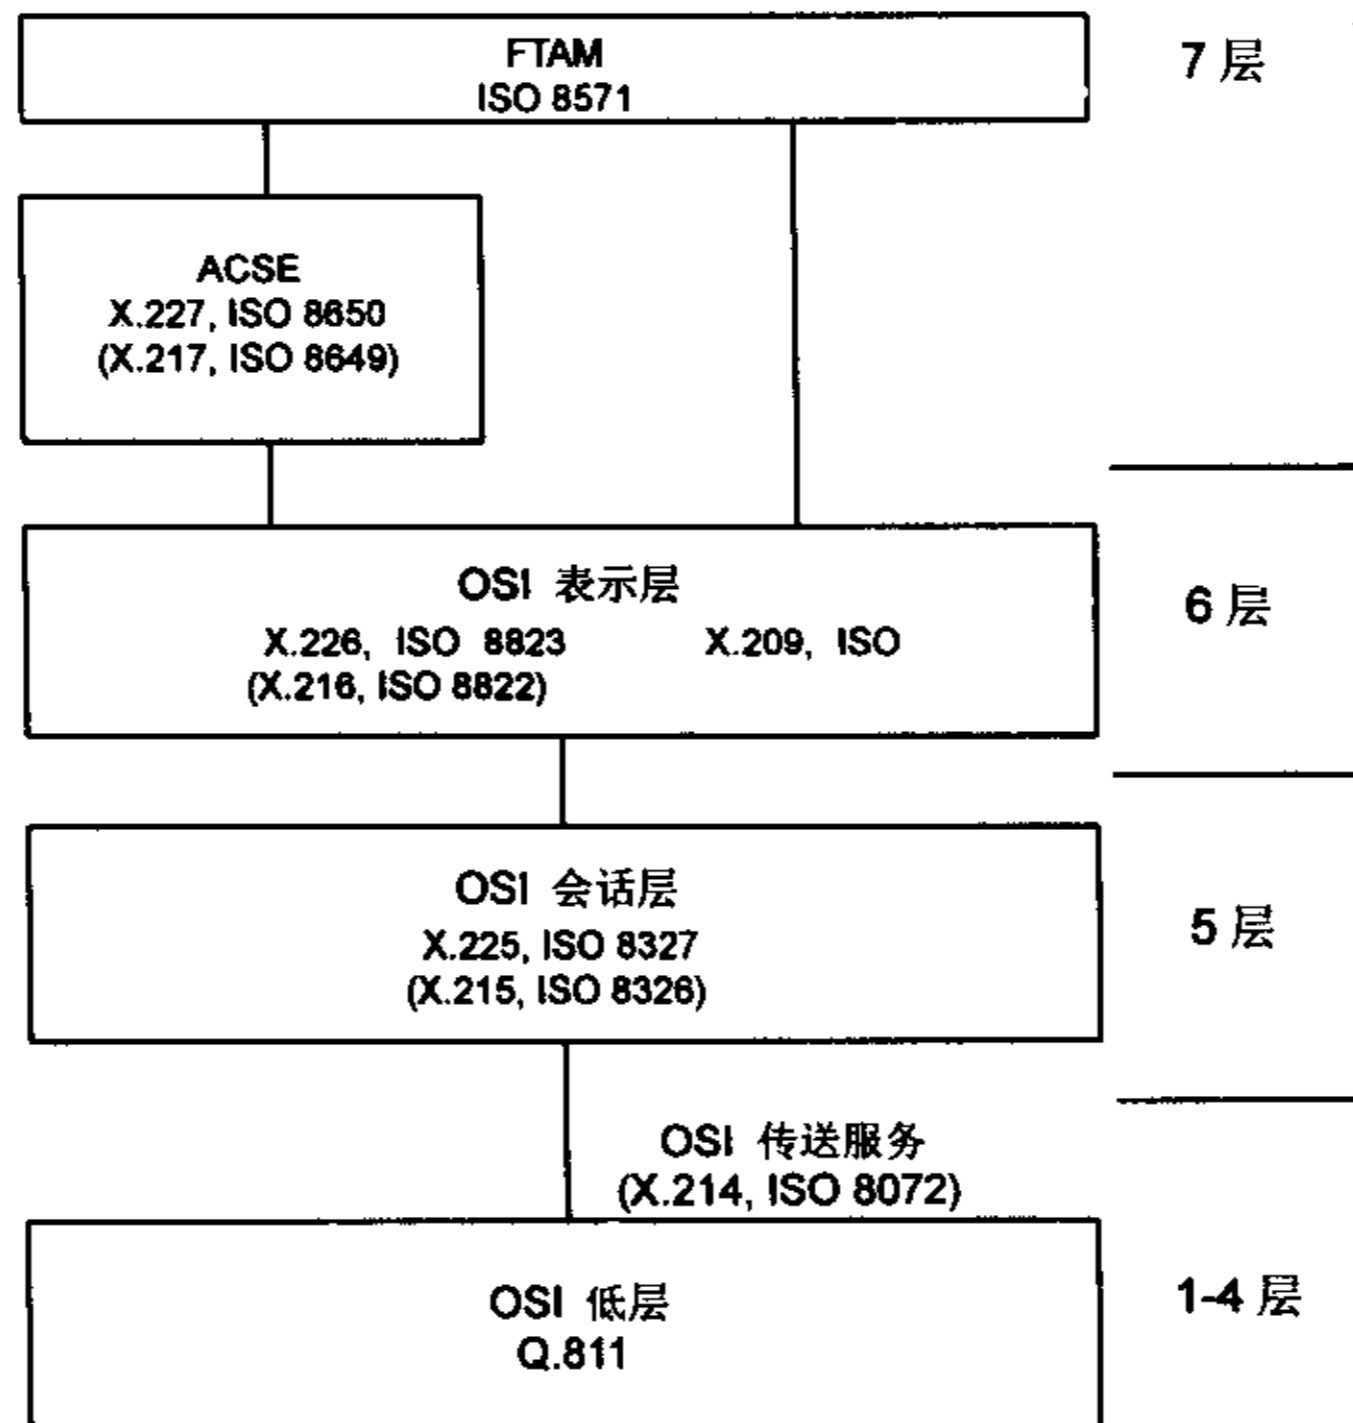 FTAM
ISO 8571
7 层
ACSE
X.227, ISO 8650
(X.217, ISO 8649)
OSI 表示层
X.226, ISO 8823 X.209, ISO
(X.216, ISO 8822)
6 层
OSI 会话层
X.225, ISO 8327
(X.215, ISO 8326)
5 层
OSI 传送服务
(X.214, ISO 8072)
OSI 低层
Q.811
1-4 层